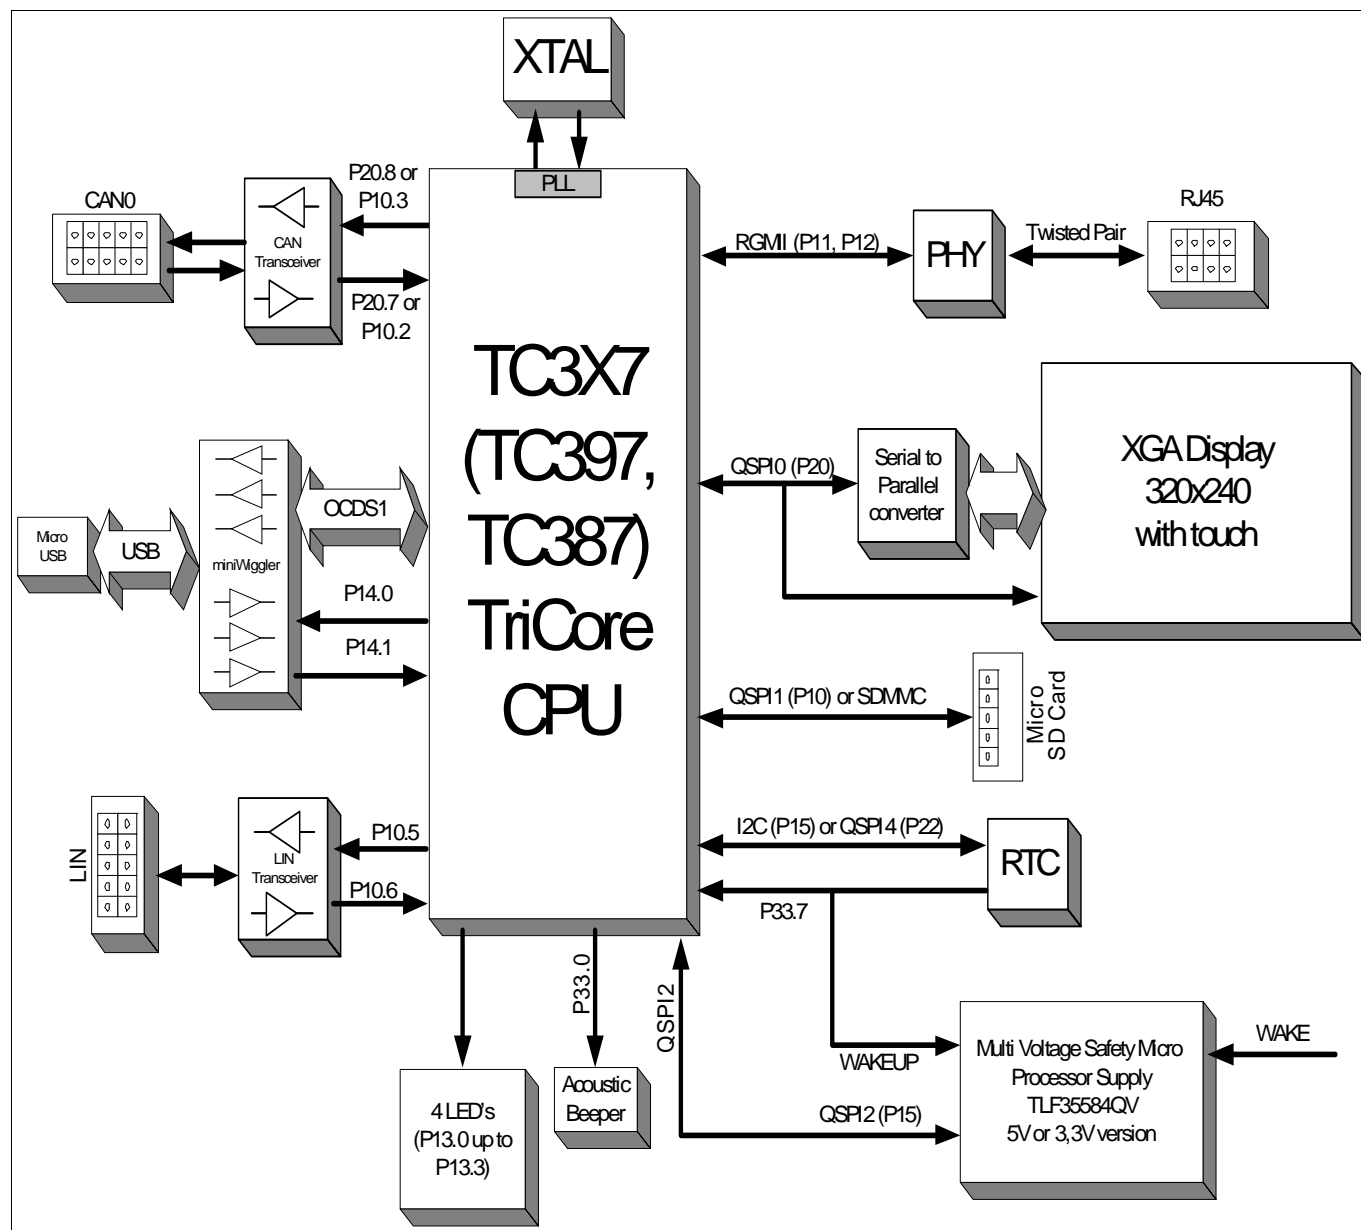 XTAL
PLL
P20.8 or
P10.3
CAN0
CAN
Transceiver
P20.7 or
P10.2
RGMII (P11, P12)
PHY
Twisted Pair
RJ45
TC3X7
(TC397,
TC387)
TriCore
CPU
QSPI0 (P20)
Serial to
Parallel
converter
XGA Display
320x240
with touch
Micro
USB
USB
miniWiggler
OCDS1
P14.0
P14.1
QSPI1 (P10) or SDMMC
Micro
SD Card
LIN
LIN
Transceiver
P10.5
P10.6
I2C (P15) or QSPI4 (P22)
RTC
P33.7
P33.0
QSPI2
WAKEUP
WAKE
QSPI2 (P15)
Multi Voltage Safety Micro
Processor Supply
TLF35584QV
5V or 3,3V version
4 LED's
(P13.0 up to
P13.3)
Acoustic
Beeper